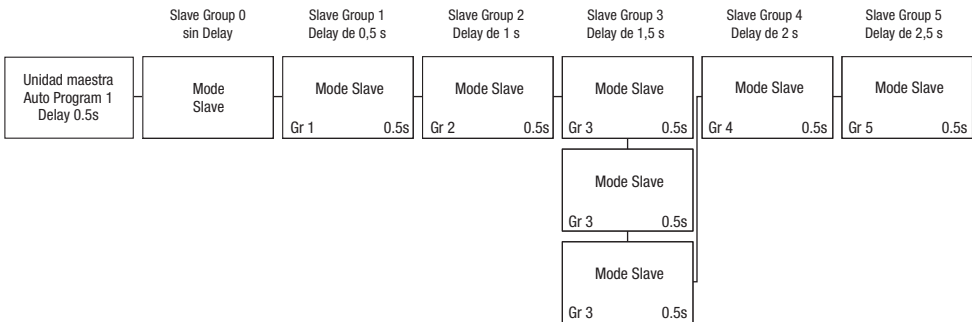 Slave Group 0
sin Delay
Slave Group 1
Delay de 0,5 s
Slave Group 2
Delay de 1 s
Slave Group 3
Delay de 1,5 s
Slave Group 4
Delay de 2 s
Slave Group 5
Delay de 2,5 s
Unidad maestra
Auto Program 1
Delay 0.5s
Mode
Slave
Mode Slave
Gr 1 0.5s
Mode Slave
Gr 2 0.5s
Mode Slave
Gr 3 0.5s
Mode Slave
Gr 4 0.5s
Mode Slave
Gr 5 0.5s
Mode Slave
Gr 3 0.5s
Mode Slave
Gr 3 0.5s